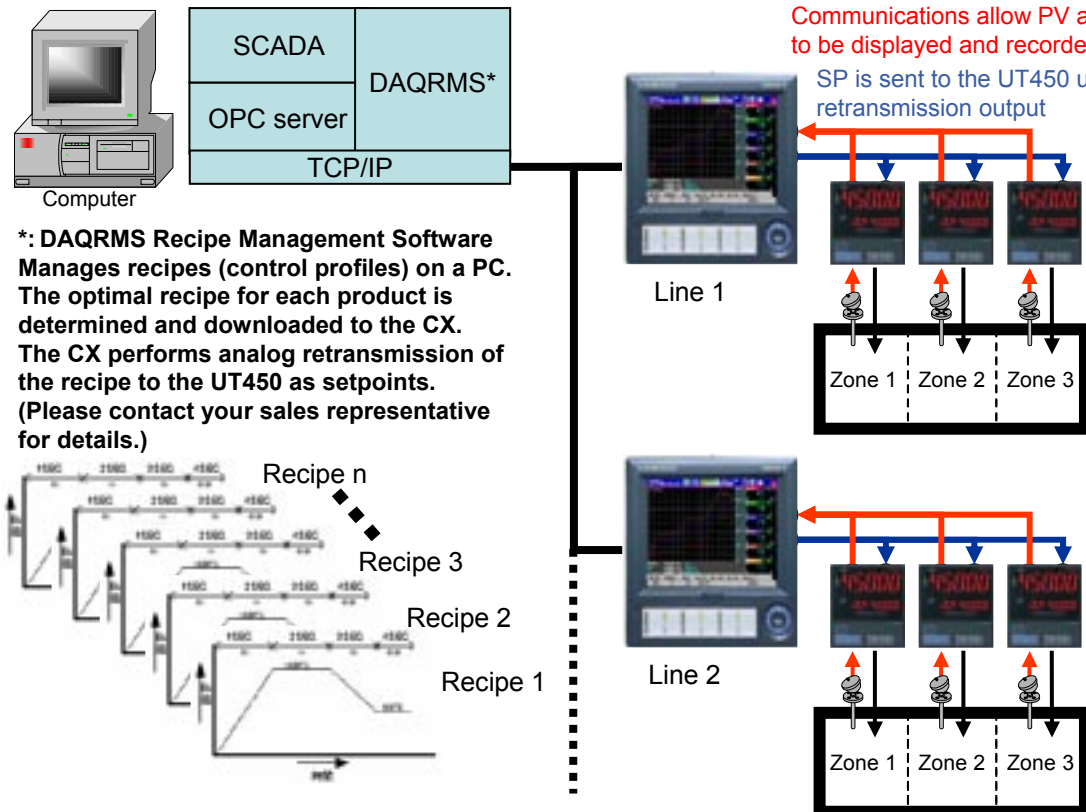 SCADA
DAQRMS*
OPC server
TCP/IP
Computer
*: DAQRMS Recipe Management Software
Manages recipes (control profiles) on a PC.
The optimal recipe for each product is
determined and downloaded to the CX.
The CX performs analog retransmission of
the recipe to the UT450 as setpoints.
(Please contact your sales representative
for details.)
Recipe n
Recipe 3
Recipe 2
Recipe 1
Communications allow PV a
to be displayed and recorde
SP is sent to the UT450 u
retransmission output
Line 1
Zone 1
Zone 2
Zone 3
Line 2
Zone 1
Zone 2
Zone 3